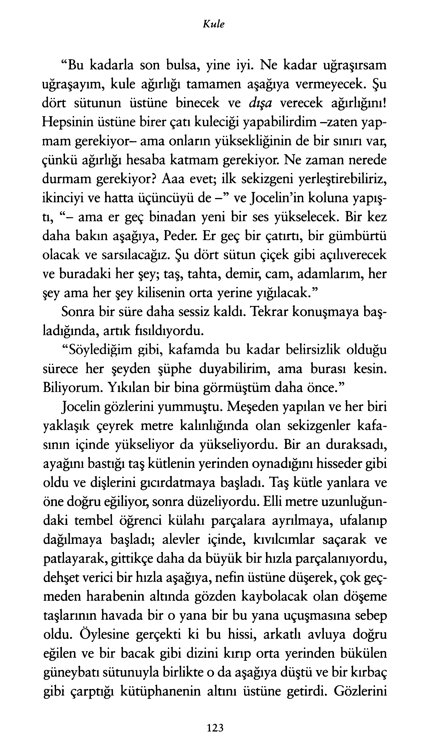 Kule
“Bu kadarla son bulsa, yine iyi. Ne kadar uğraşırsam
uğraşayım, kule ağırlığı tamamen aşağıya vermeyecek. Şu
dört sütunun üstüne binecek ve dışa verecek ağırlığını!
Hepsinin üstüne birer çatı kuleciği yapabilirdim –zaten yap-
mam gerekiyor– ama onların yüksekliğinin de bir sınırı var,
çünkü ağırlığı hesaba katmam gerekiyor. Ne zaman nerede
durmam gerekiyor? Aaa evet; ilk sekizgeni yerleştirebiliriz,
ikinciyi ve hatta üçüncüyü de –” ve Jocelin’in koluna yapış-
tı, “– ama er geç binadan yeni bir ses yükselecek. Bir kez
daha bakın aşağıya, Peder. Er geç bir çatırtı, bir gümbürtü
olacak ve sarsılacağız. Şu dört sütun çiçek gibi açılıverecek
ve buradaki her şey; taş, tahta, demir, cam, adamlarım, her
şey ama her şey kilisenin orta yerine yığılacak.”
Sonra bir süre daha sessiz kaldı. Tekrar konuşmaya baş-
ladığında, artık fısıldıyordu.
“Söylediğim gibi, kafamda bu kadar belirsizlik olduğu
sürece her şeyden şüphe duyabilirim, ama burası kesin.
Biliyorum. Yıkılan bir bina görmüştüm daha önce.”
Jocelin gözlerini yummuştu. Meşeden yapılan ve her biri
yaklaşık çeyrek metre kalınlığında olan sekizgenler kafa-
sının içinde yükseliyor da yükseliyordu. Bir an duraksadı,
ayağını bastığı taş kütlenin yerinden oynadığını hisseder gibi
oldu ve dişlerini gıcırdatmaya başladı. Taş kütle yanlara ve
öne doğru eğiliyor, sonra düzeliyordu. Elli metre uzunluğun-
daki tembel öğrenci külahı parçalara ayrılmaya, ufalanıp
dağılmaya başladı; alevler içinde, kıvılcımlar saçarak ve
patlayarak, gittikçe daha da büyük bir hızla parçalanıyordu,
dehşet verici bir hızla aşağıya, nefin üstüne düşerek, çok geç-
meden harabenin altında gözden kaybolacak olan döşeme
taşlarının havada bir o yana bir bu yana uçuşmasına sebep
oldu. Öylesine gerçekti ki bu hissi, arkatlı avluya doğru
eğilen ve bir bacak gibi dizini kırıp orta yerinden bükülen
güneybatı sütunuyla birlikte o da aşağıya düştü ve bir kırbaç
gibi çarptığı kütüphanenin altını üstüne getirdi. Gözlerini
123